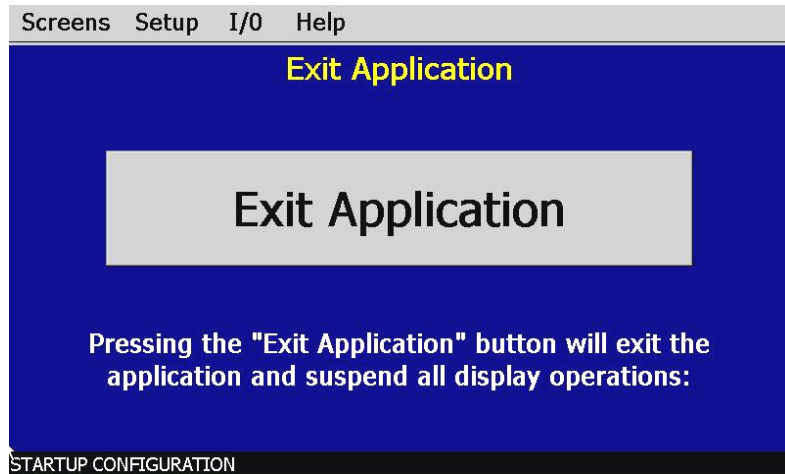 Screens Setup I/O Help
Exit Application
Exit Application
Pressing the "Exit Application" button will exit the
application and suspend all display operations:
STARTUP CONFIGURATION